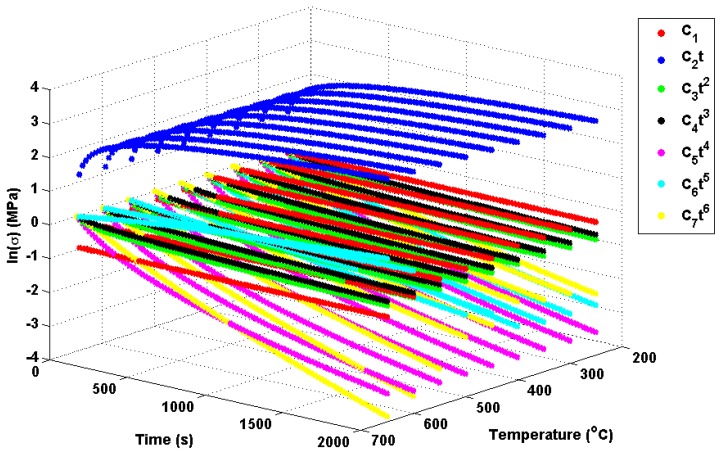 4
3
2
1
0
-1
-2
-3
-4
ln(σ) (MPa)
0
500
1000
1500
2000
Time (s)
700
600
500
400
300
200
Temperature (°C)
C₁
C₂t
C₃t²
C₄t³
C₅t⁴
C₆t⁵
C₇t⁶